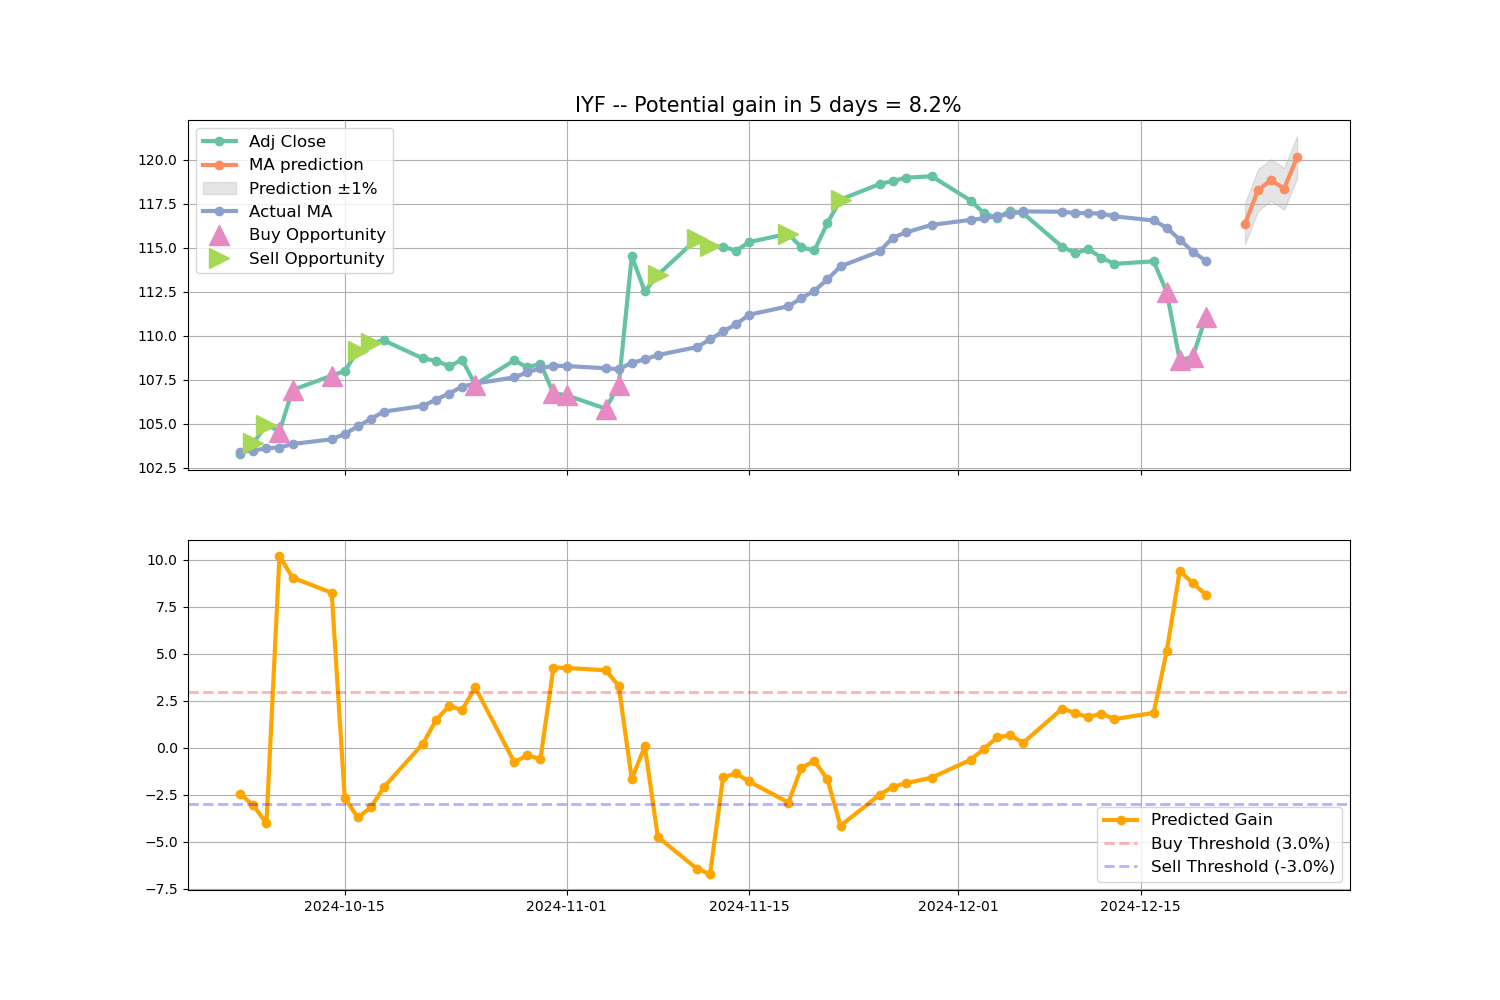 IYF -- Potential gain in 5 days = 8.2%
Adj Close
MA prediction
Prediction ±1%
Actual MA
Buy Opportunity
Sell Opportunity
120.0
117.5
115.0
112.5
110.0
107.5
105.0
102.5
10.0
7.5
5.0
2.5
0.0
−2.5
−5.0
−7.5
Predicted Gain
Buy Threshold (3.0%)
Sell Threshold (-3.0%)
2024-10-15
2024-11-01
2024-11-15
2024-12-01
2024-12-15